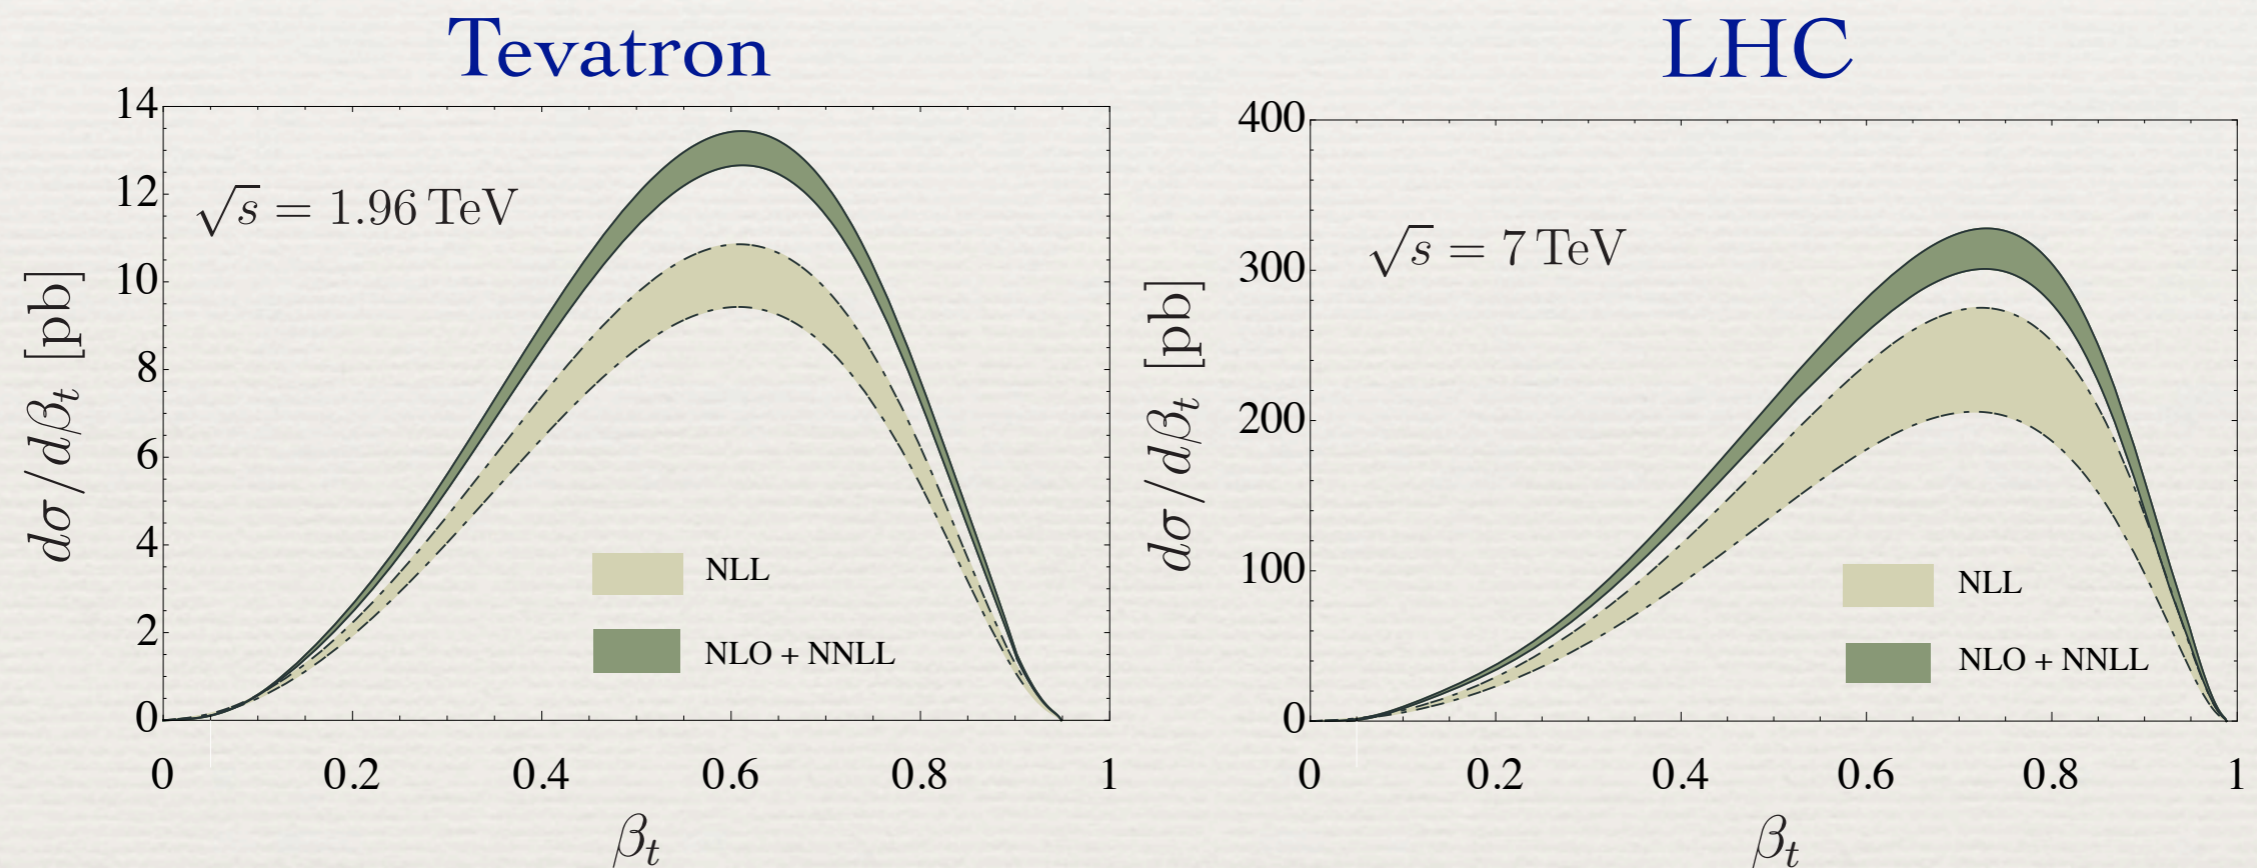 Tevatron
14
12
10
8
6
4
2
0
dσ/dβ_t [pb]
√s = 1.96 TeV
NLL
NLO + NNLL
0 0.2 0.4 0.6 0.8 1
β_t
LHC
400
300
200
100
0
dσ/dβ_t [pb]
√s = 7 TeV
NLL
NLO + NNLL
0 0.2 0.4 0.6 0.8 1
β_t